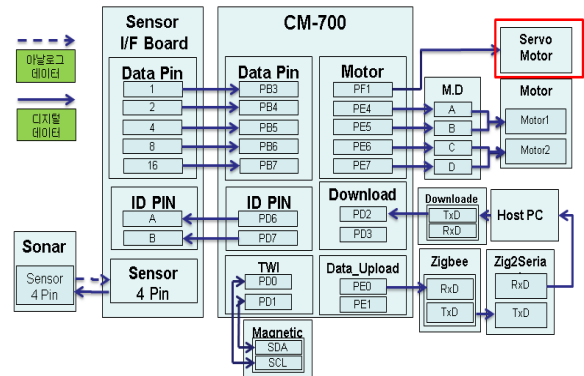 아날로그
데이터
디지털
데이터
Sensor
I/F Board
Data Pin
1
2
4
8
16
ID PIN
A
B
Sensor
4 Pin
Sonar
Sensor
4 Pin
CM-700
Data Pin
PB3
PB4
PB5
PB6
PB7
Motor
PF1
PE4
PE5
PE6
PE7
ID PIN
PD6
PD7
Download
PD2
PD3
TWI
PD0
PD1
Data_Upload
PE0
PE1
Magnetic
SDA
SCL
Servo
Motor
M.D
A
B
C
D
Motor
Motor1
Motor2
Downloade
TxD
RxD
Host PC
Zigbee
RxD
TxD
Zig2Seria
RxD
TxD